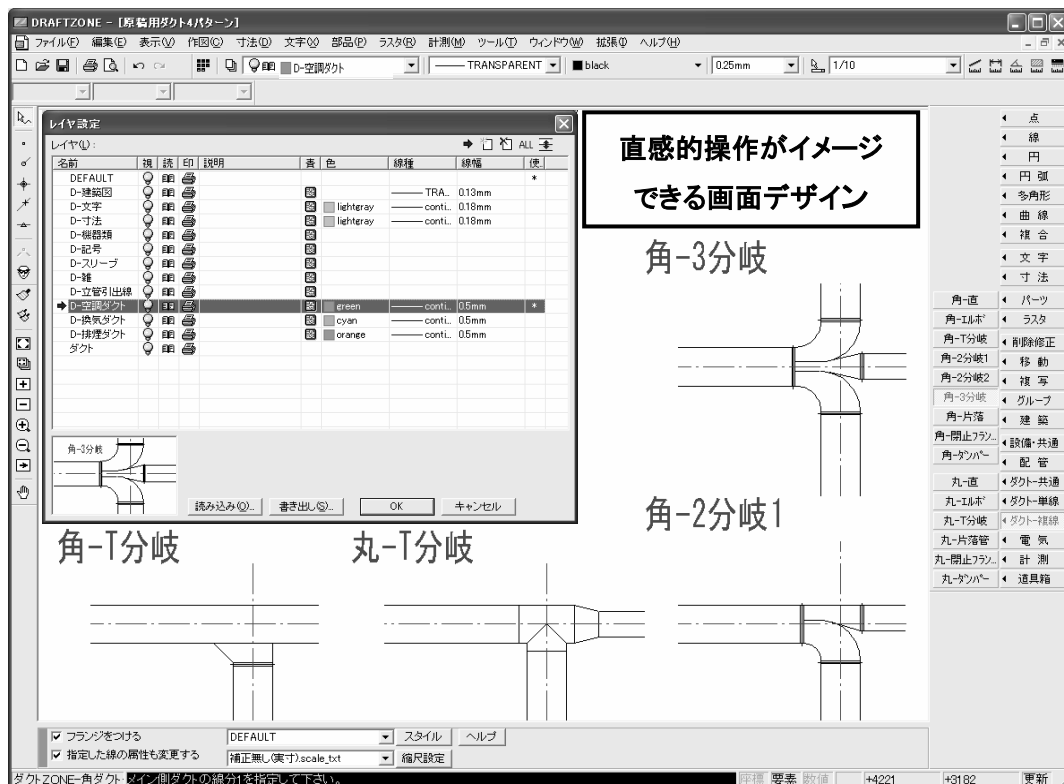 DRAFTZONE - [原稿用ダクト4パターン]
ファイル(F) 編集(E) 表示(V) 作図(C) 寸法(D) 文字(X) 部品(P) ラスタ(R) 計測(M) ツール(T) ウィンドウ(W) 拡張(I) ヘルプ(H)
D-空調ダクト TRANSPARENT black 0.25mm 1/10
レイヤ設定
レイヤ(L): ALL
名前 視 読 印 説明 書 色 線種 線幅 使
DEFAULT *
D-建築図 TRA... 0.13mm
D-文字 lightgray conti... 0.18mm
D-寸法 lightgray conti... 0.18mm
D-機器類
D-記号
D-スリーブ
D-雑
D-立管引出線
D-空調ダクト green conti... 0.5mm *
D-換気ダクト cyan conti... 0.5mm
D-排煙ダクト orange conti... 0.5mm
ダクト
角-3分岐
読み込み(O)... 書き出し(S)... OK キャンセル
直感的操作がイメージ
できる画面デザイン
角-3分岐
角-2分岐1
角-T分岐 丸-T分岐
点
線
円
円弧
多角形
曲線
複合
文字
寸法
角-直 パーツ
角-エルボ ラスタ
角-T分岐 削除修正
角-2分岐1 移動
角-2分岐2 複写
角-3分岐 グループ
角-片落 建築
角-閉止フラン... 設備・共通
角-ダンパー 配管
丸-直 ダクト-共通
丸-エルボ ダクト-単線
丸-T分岐 ダクト-複線
丸-片落管 電気
丸-閉止フラン... 計測
丸-ダンパー 道具箱
フランジをつける DEFAULT スタイル ヘルプ
指定した線の属性も変更する 補正無し(実寸).scale_txt 縮尺設定
ダクトZONE-角ダクト:メイン側ダクトの線分1を指定して下さい。 座標 要素 数値 +4221 +3182 更新